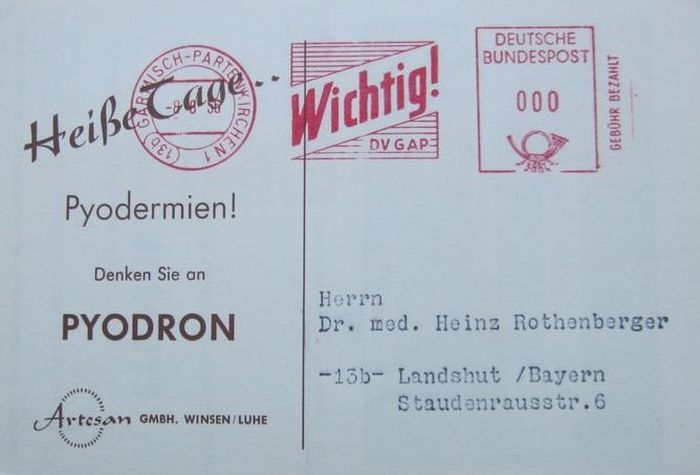 Heiße Tage..
(13b) GARMISCH-PARTENKIRCHEN 1
Wichtig!
DV GAP
DEUTSCHE
BUNDESPOST
000
GEBÜHR BEZAHLT
Pyodermien!
Denken Sie an
PYODRON
Artesan GMBH. WINSEN/LUHE
Herrn
Dr. med. Heinz Rothenberger
-13b- Landshut /Bayern
Staudenrausstr.6